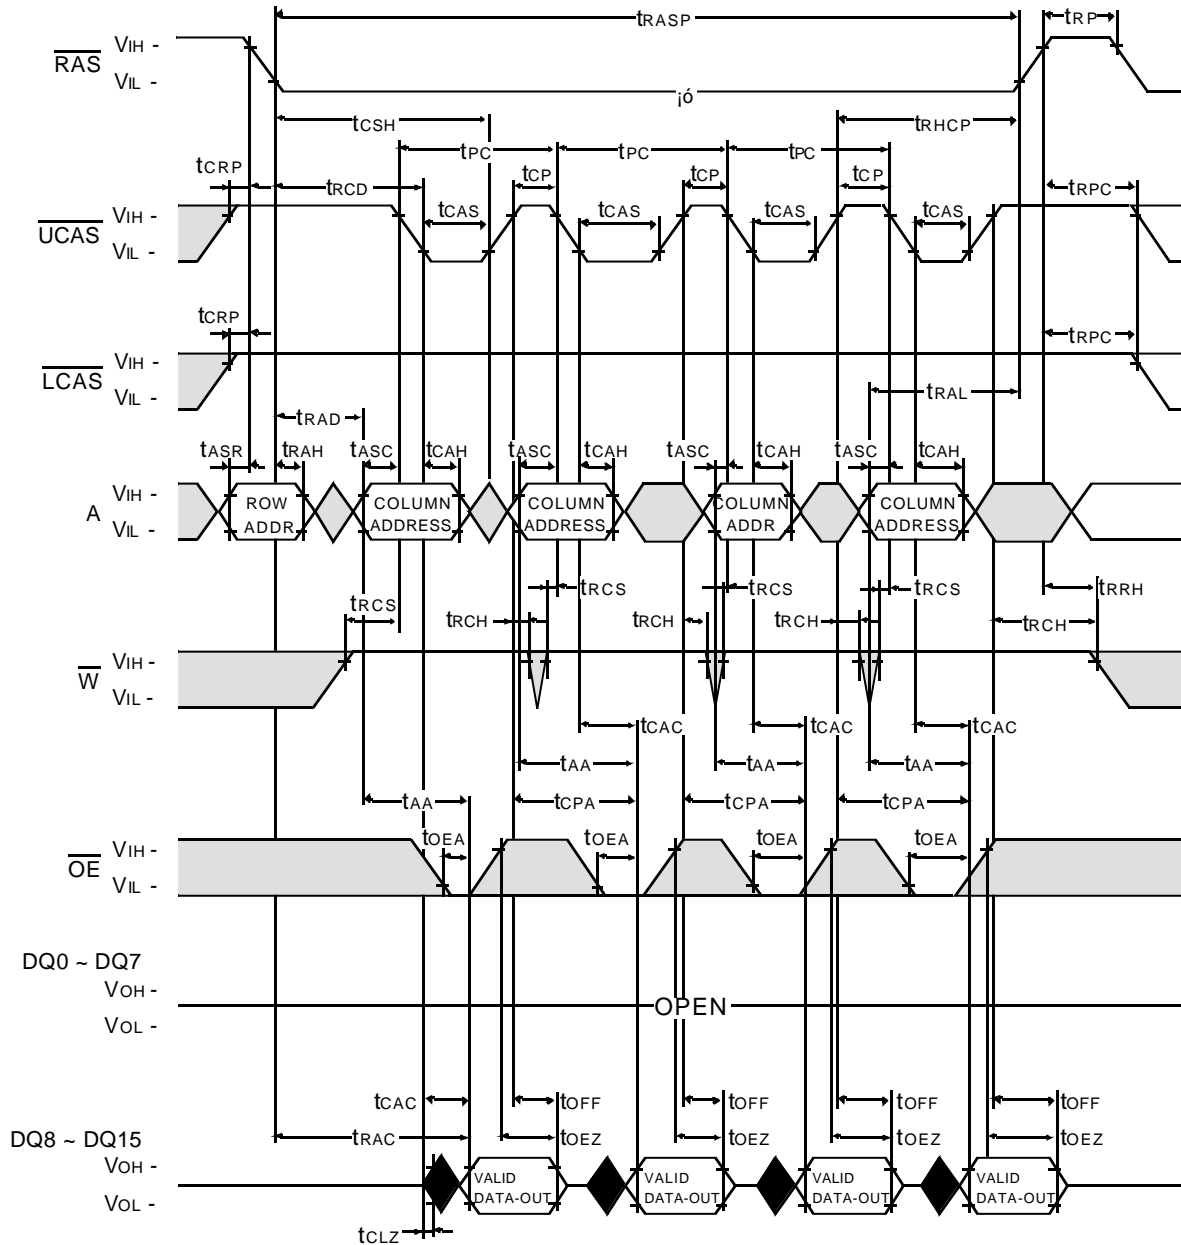 tRASP
tRP
RAS
VIH -
VIL -
¡ó
tCSH
tRHCP
tPC
tPC
tPC
tCRP
tRCD
tCP
tCP
tCP
tRPC
tCAS
tCAS
tCAS
tCAS
UCAS
VIH -
VIL -
tCRP
tRPC
LCAS
VIH -
VIL -
tRAL
tRAD
tASR
tRAH
tASC
tCAH
tASC
tCAH
tASC
tCAH
tASC
tCAH
A
VIH -
VIL -
ROW
ADDR
COLUMN
ADDRESS
COLUMN
ADDRESS
COLUMN
ADDR
COLUMN
ADDRESS
tRCS
tRCS
tRCS
tRCS
tRRH
tRCH
tRCH
tRCH
tRCH
W
VIH -
VIL -
tCAC
tCAC
tCAC
tAA
tAA
tAA
tAA
tCPA
tCPA
tCPA
tOEA
tOEA
tOEA
tOEA
OE
VIH -
VIL -
DQ0 ~ DQ7
VOH -
VOL -
OPEN
tCAC
tOFF
tOFF
tOFF
tOFF
tRAC
tOEZ
tOEZ
tOEZ
tOEZ
DQ8 ~ DQ15
VOH -
VOL -
VALID
DATA-OUT
VALID
DATA-OUT
VALID
DATA-OUT
VALID
DATA-OUT
tCLZ